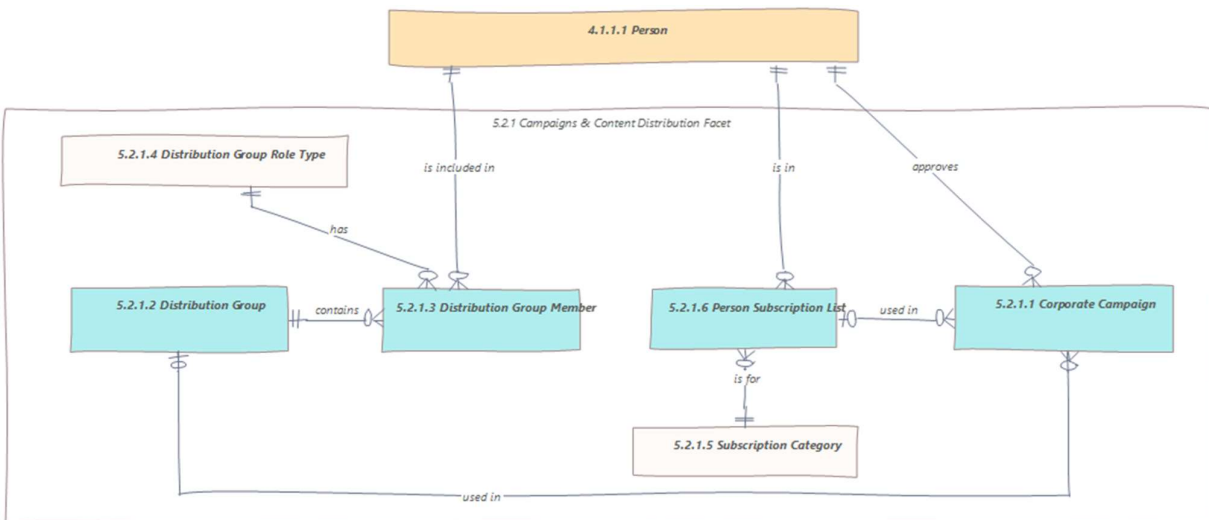 4.1.1.1 Person
5.2.1 Campaigns & Content Distribution Facet
5.2.1.4 Distribution Group Role Type
is included in
is in
approves
has
5.2.1.2 Distribution Group
contains
5.2.1.3 Distribution Group Member
5.2.1.6 Person Subscription List
used in
5.2.1.1 Corporate Campaign
is for
5.2.1.5 Subscription Category
used in